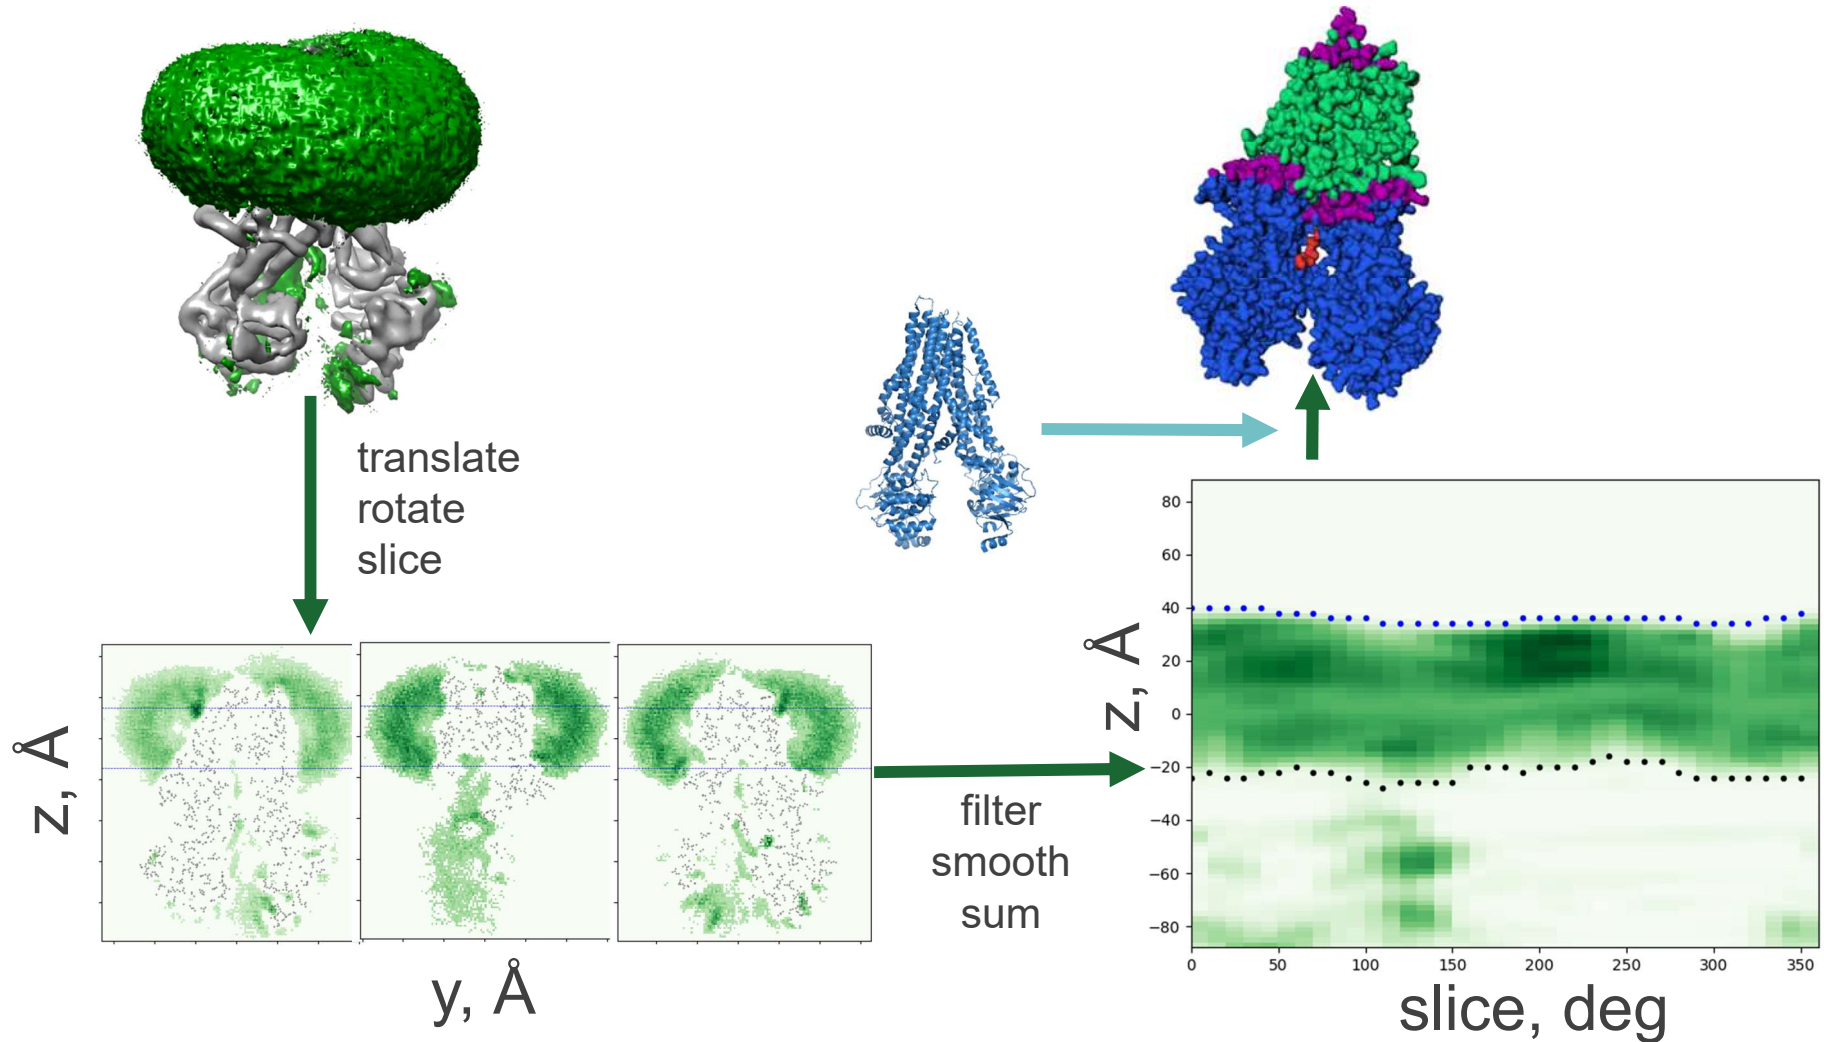 translate
rotate
slice
z, Å
y, Å
filter
smooth
sum
z, Å
80
60
40
20
0
−20
−40
−60
−80
0
50
100
150
200
250
300
350
slice, deg